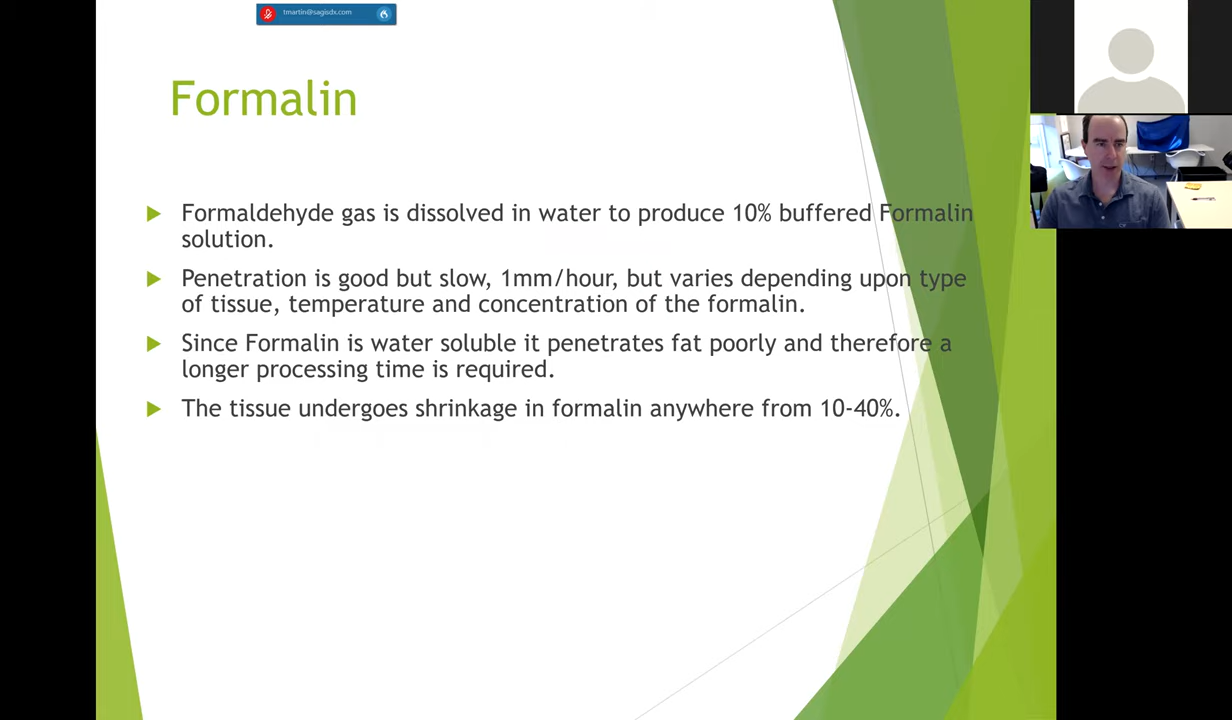 tmartin@sagisdx.com
Formalin
Formaldehyde gas is dissolved in water to produce 10% buffered Formalin
solution.
Penetration is good but slow, 1mm/hour, but varies depending upon type
of tissue, temperature and concentration of the formalin.
Since Formalin is water soluble it penetrates fat poorly and therefore a
longer processing time is required.
The tissue undergoes shrinkage in formalin anywhere from 10-40%.